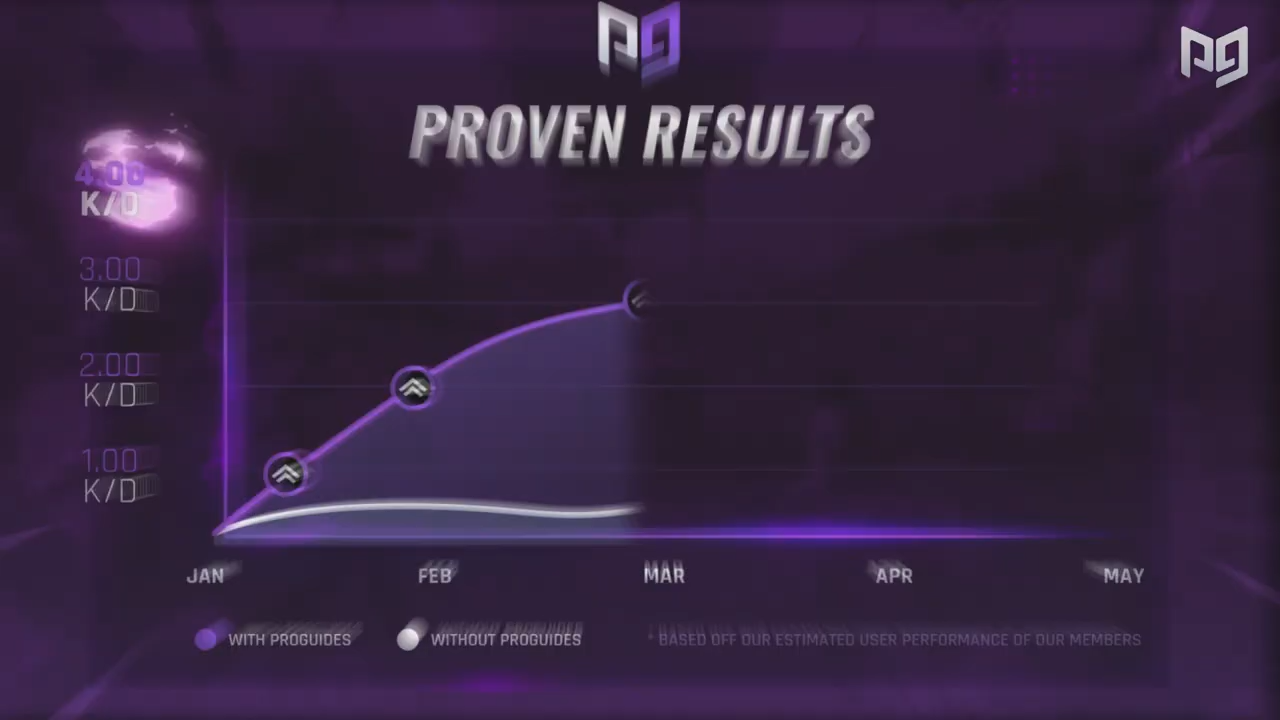 PG
PG
PROVEN RESULTS
4.00
K/D
3.00
K/D
2.00
K/D
1.00
K/D
JAN FEB MAR APR MAY
WITH PROGUIDES WITHOUT PROGUIDES * BASED OFF OUR ESTIMATED USER PERFORMANCE OF OUR MEMBERS